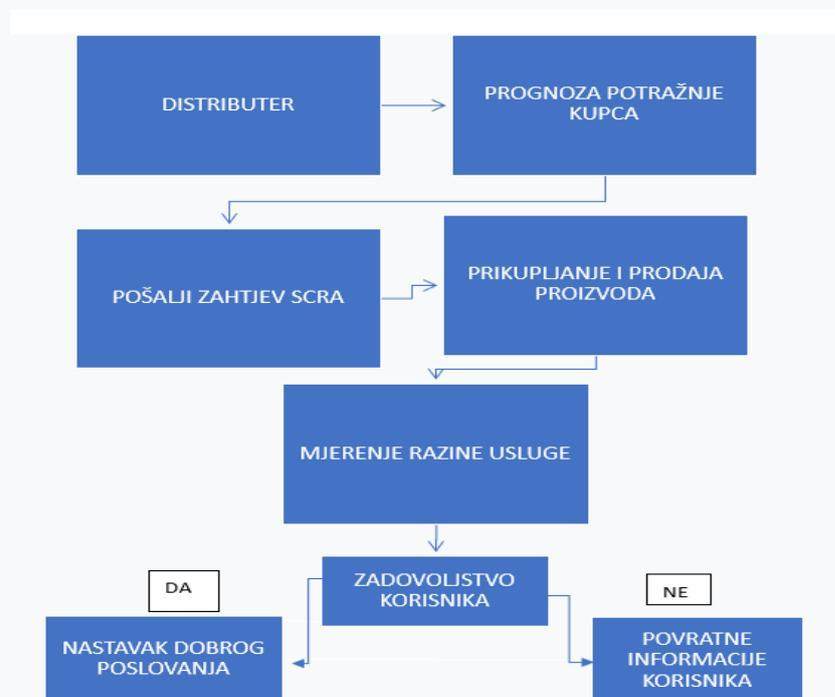 DISTRIBUTER
PROGNOZA POTRAŽNJE
KUPCA
POŠALJI ZAHTJEV SCRA
PRIKUPLJANJE I PRODAJA
PROIZVODA
MJERENJE RAZINE USLUGE
ZADOVOLJSTVO
KORISNIKA
DA
NE
NASTAVAK DOBROG
POSLOVANJA
POVRATNE
INFORMACIJE
KORISNIKA